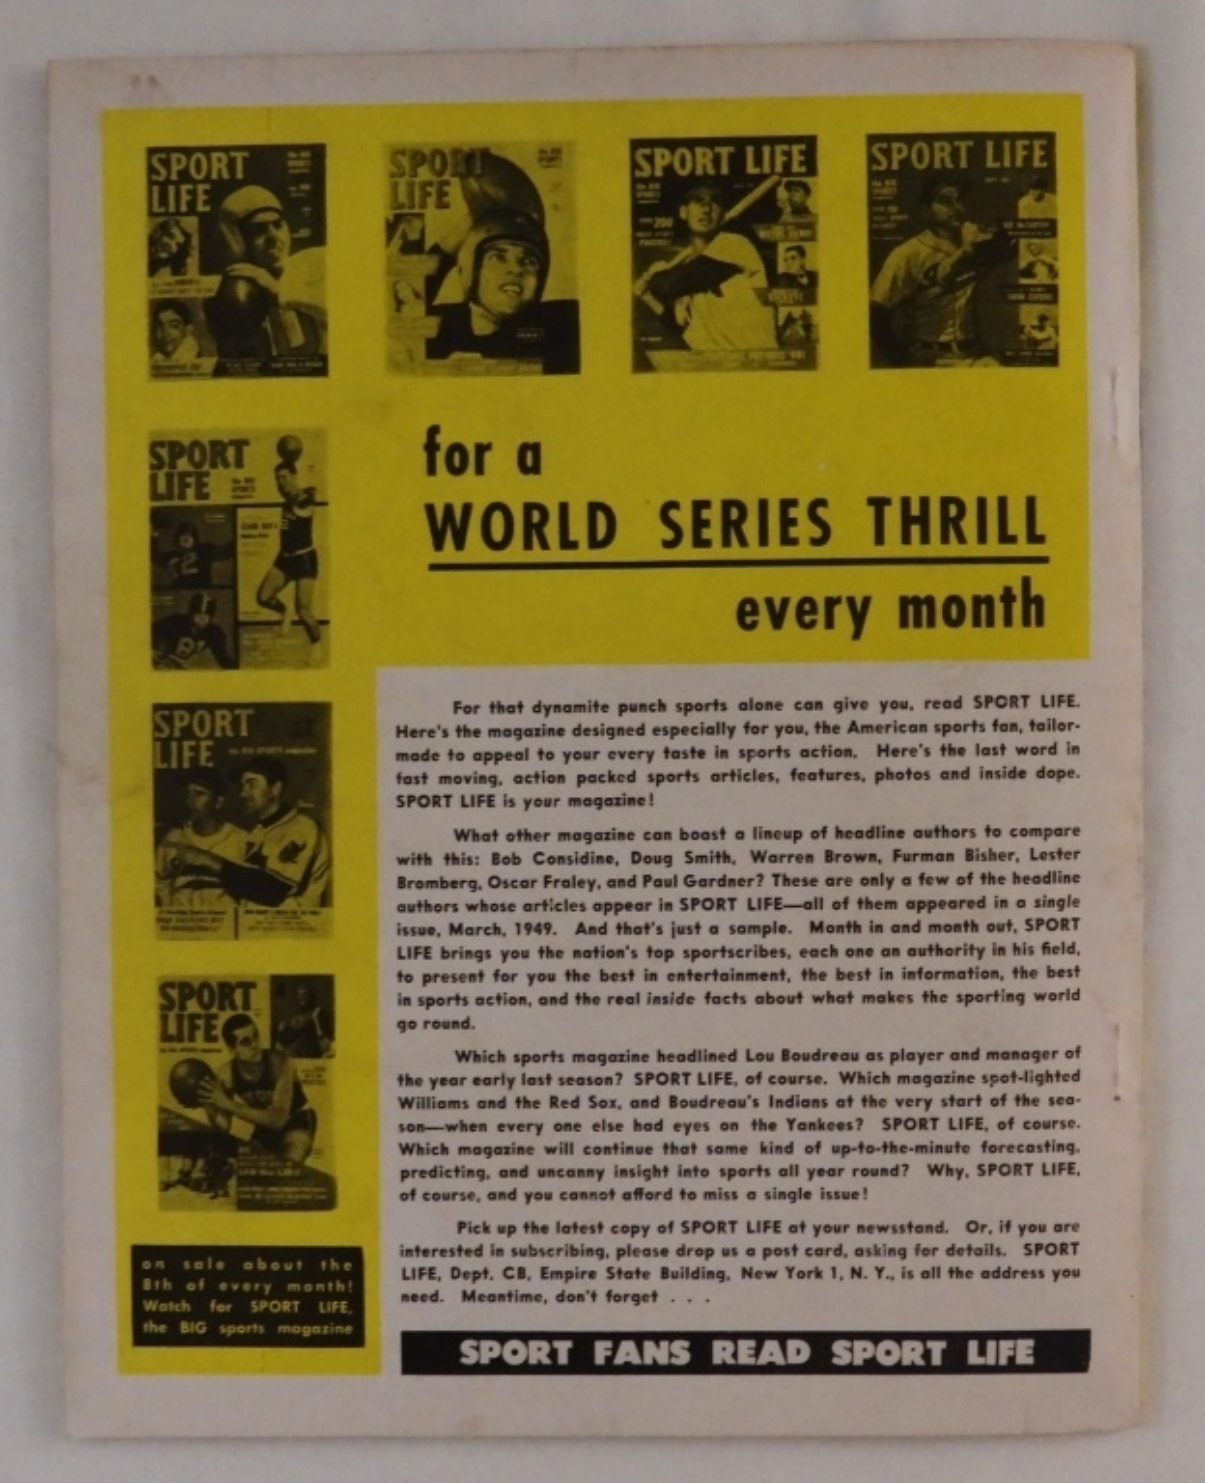 SPORT
LIFE
SPORT
LIFE
SPORT LIFE
SPORT LIFE
for a
WORLD SERIES THRILL
every month
SPORT
LIFE
SPORT
LIFE
SPORT
LIFE
For that dynamite punch sports alone can give you, read SPORT LIFE.
Here's the magazine designed especially for you, the American sports fan, tailor-
made to appeal to your every taste in sports action. Here's the last word in
fast moving, action packed sports articles, features, photos and inside dope.
SPORT LIFE is your magazine!
What other magazine can boast a lineup of headline authors to compare
with this: Bob Considine, Doug Smith, Warren Brown, Furman Bisher, Lester
Bromberg, Oscar Fraley, and Paul Gardner? These are only a few of the headline
authors whose articles appear in SPORT LIFE—all of them appeared in a single
issue, March, 1949. And that's just a sample. Month in and month out, SPORT
LIFE brings you the nation's top sportscribes, each one an authority in his field,
to present for you the best in entertainment, the best in information, the best
in sports action, and the real inside facts about what makes the sporting world
go round.
Which sports magazine headlined Lou Boudreau as player and manager of
the year early last season? SPORT LIFE, of course. Which magazine spot-lighted
Williams and the Red Sox, and Boudreau's Indians at the very start of the sea-
son—when every one else had eyes on the Yankees? SPORT LIFE, of course.
Which magazine will continue that same kind of up-to-the-minute forecasting,
predicting, and uncanny insight into sports all year round? Why, SPORT LIFE,
of course, and you cannot afford to miss a single issue!
Pick up the latest copy of SPORT LIFE at your newsstand. Or, if you are
interested in subscribing, please drop us a post card, asking for details. SPORT
LIFE, Dept. CB, Empire State Building, New York 1, N. Y., is all the address you
need. Meantime, don't forget . . .
on sale about the
8th of every month!
Watch for SPORT LIFE,
the BIG sports magazine
SPORT FANS READ SPORT LIFE